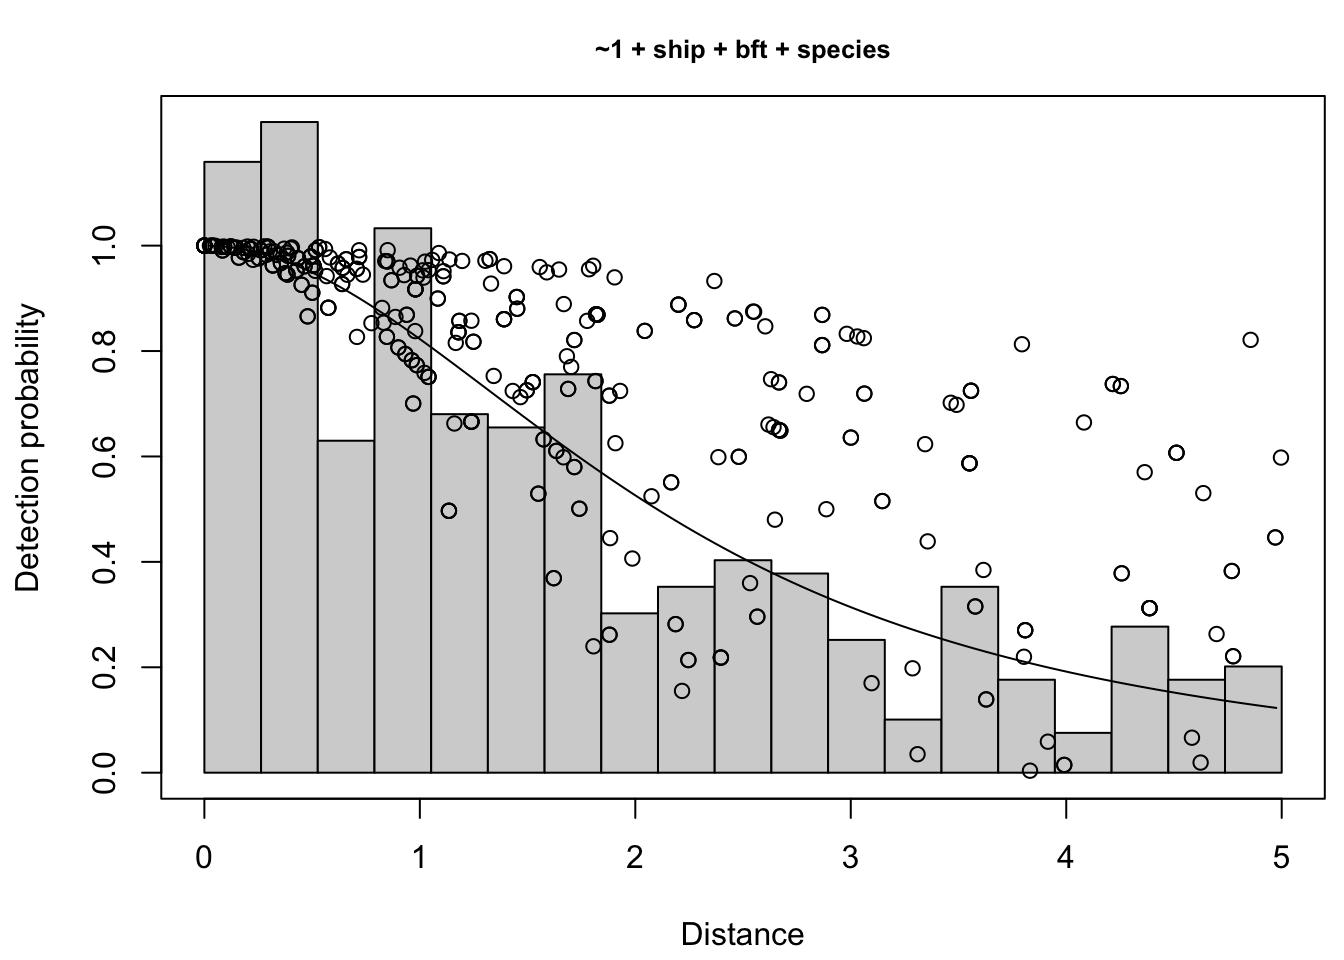 ~1 + ship + bft + species
Detection probability
1.0
0.8
0.6
0.4
0.2
0.0
0 1 2 3 4 5
Distance